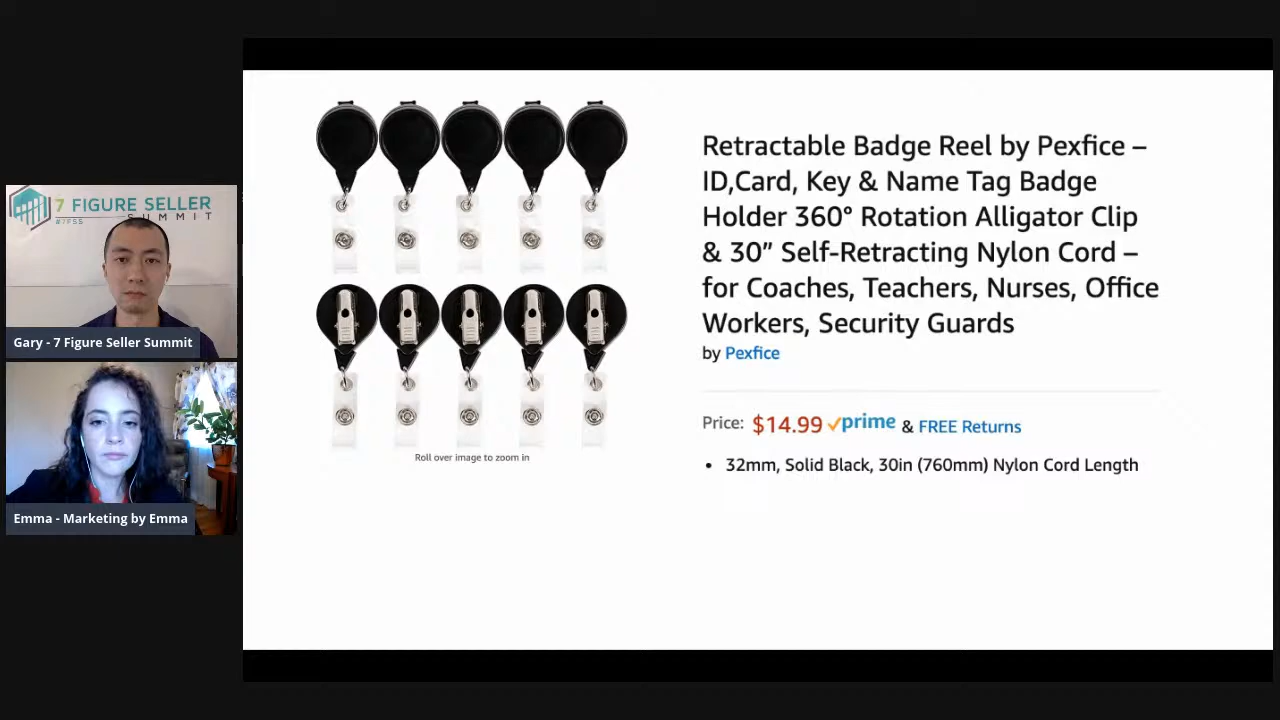 7 FIGURE SELLER
SUMMIT
#7FSS
Gary - 7 Figure Seller Summit
Emma - Marketing by Emma
Retractable Badge Reel by Pexfice –
ID,Card, Key & Name Tag Badge
Holder 360° Rotation Alligator Clip
& 30” Self-Retracting Nylon Cord –
for Coaches, Teachers, Nurses, Office
Workers, Security Guards
by Pexfice
Price: $14.99 prime & FREE Returns
• 32mm, Solid Black, 30in (760mm) Nylon Cord Length
Roll over image to zoom in